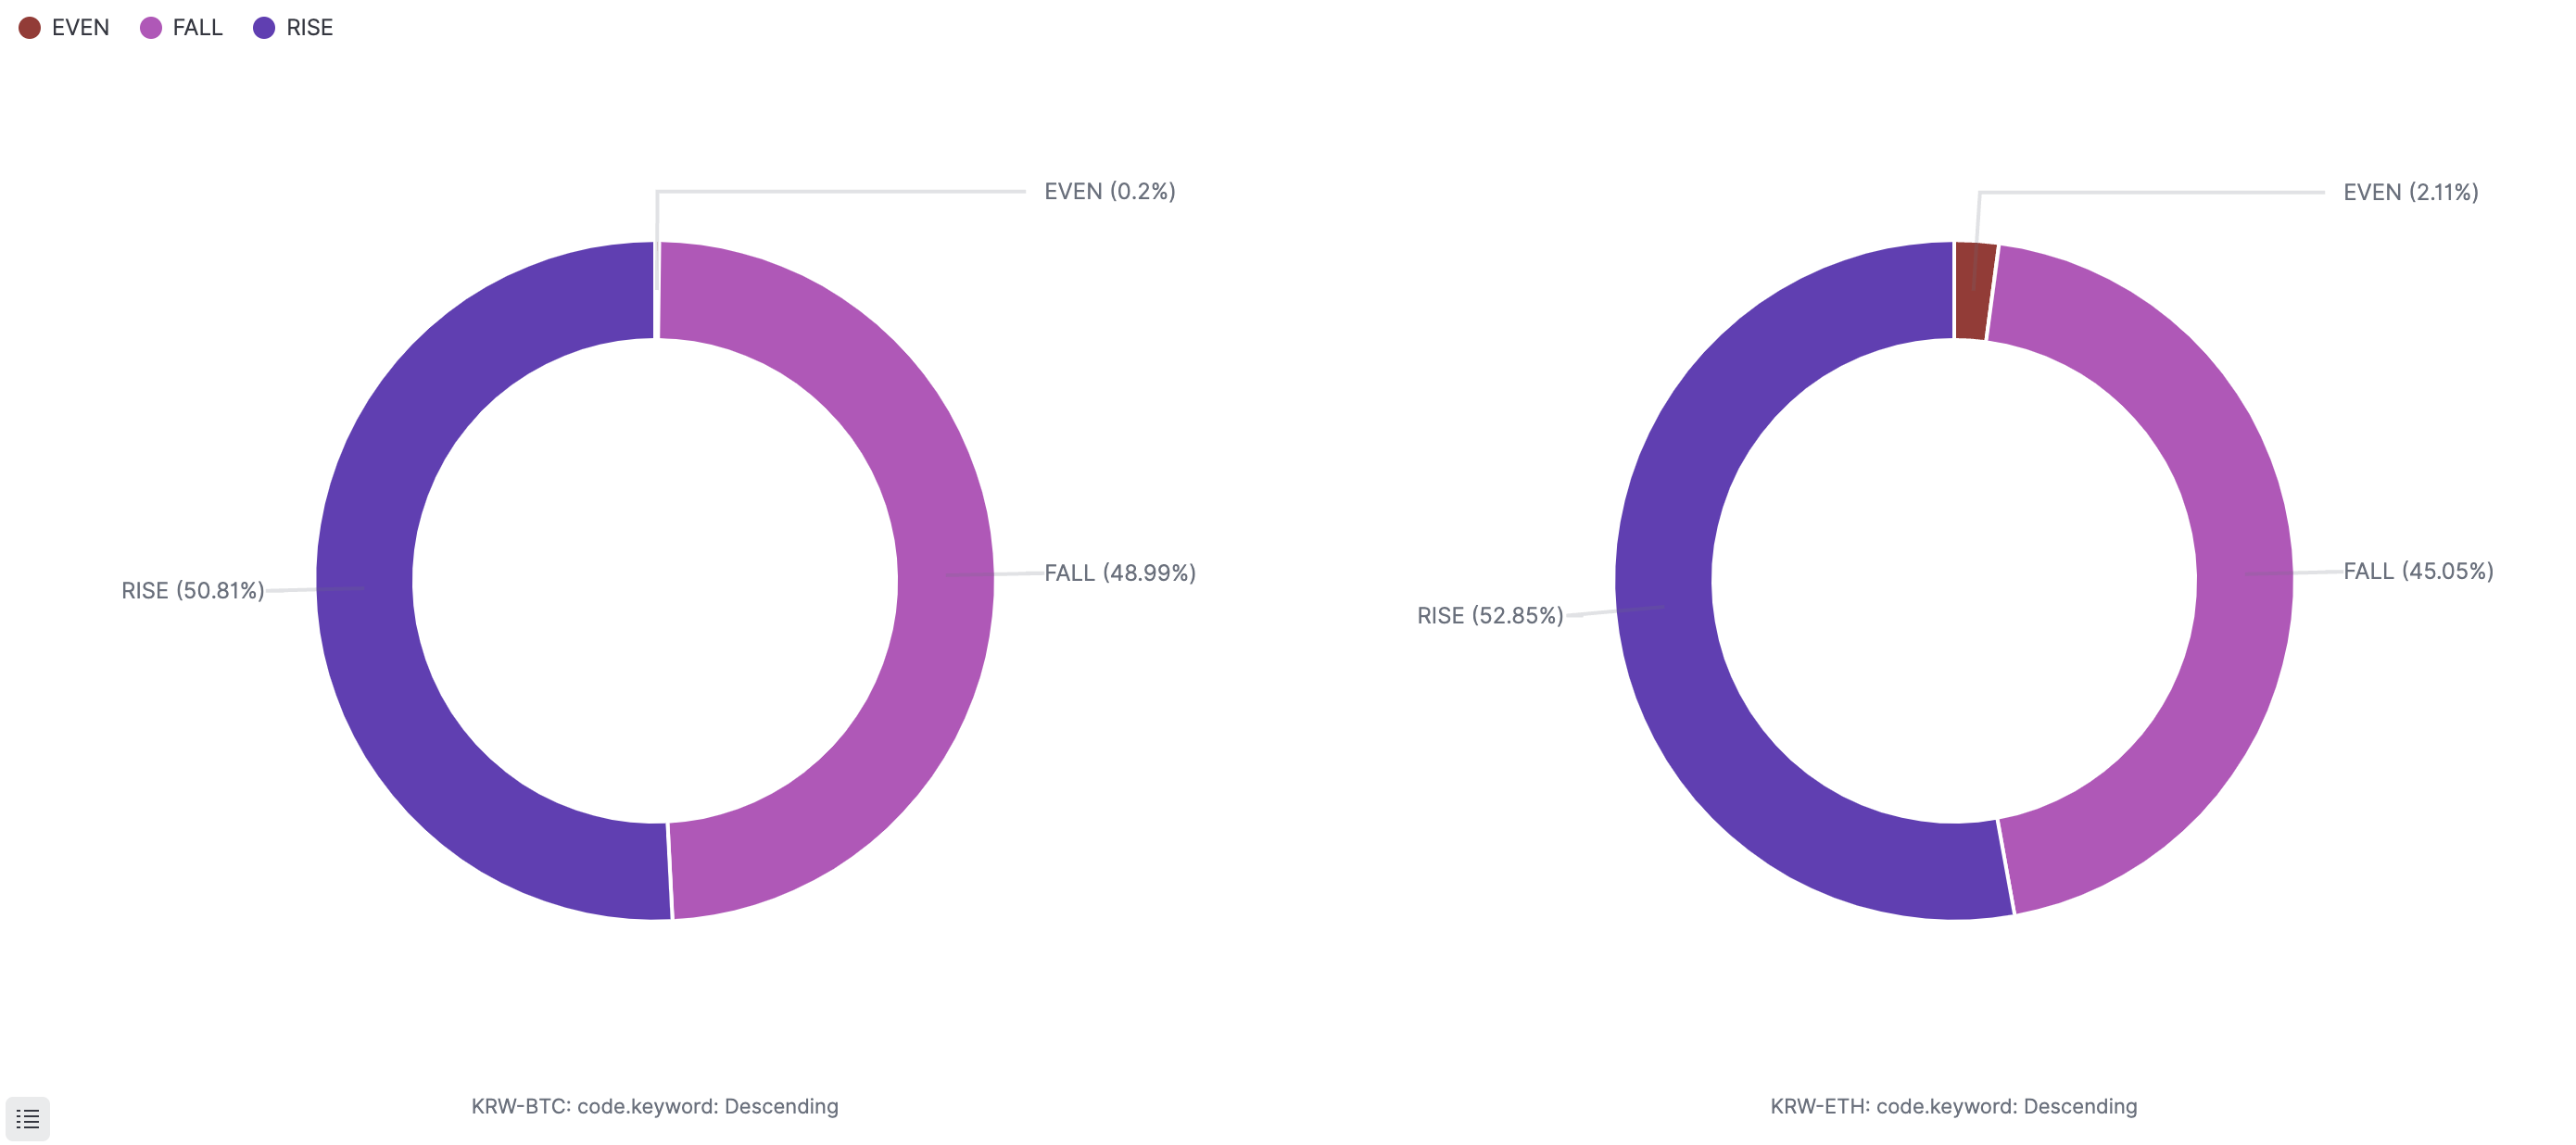 EVEN FALL RISE
EVEN (0.2%)
FALL (48.99%)
RISE (50.81%)
KRW-BTC: code.keyword: Descending
EVEN (2.11%)
FALL (45.05%)
RISE (52.85%)
KRW-ETH: code.keyword: Descending